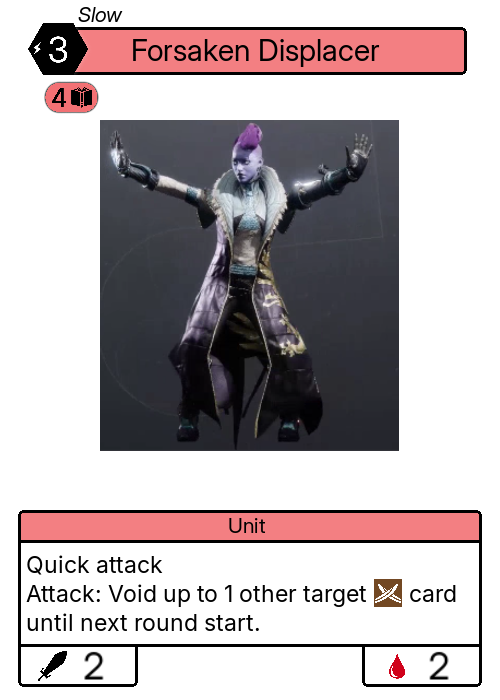 Slow
3
Forsaken Displacer
4
Unit
Quick attack
Attack: Void up to 1 other target card
until next round start.
2
2